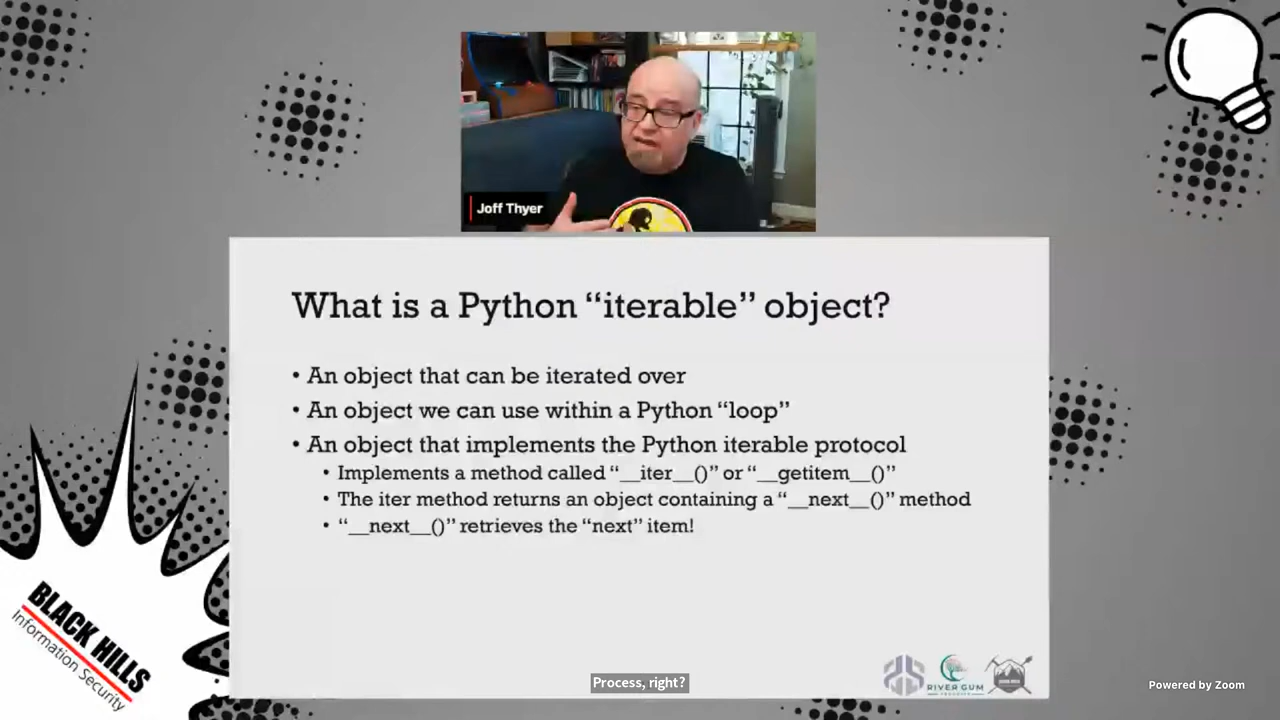 Joff Thyer
What is a Python “iterable” object?
• An object that can be iterated over
• An object we can use within a Python “loop”
• An object that implements the Python iterable protocol
• Implements a method called “__iter__()” or “__getitem__()”
• The iter method returns an object containing a “__next__()” method
• “__next__()” retrieves the “next” item!
BLACK HILLS
Information Security
RIVER GUM
Process, right?
Powered by Zoom